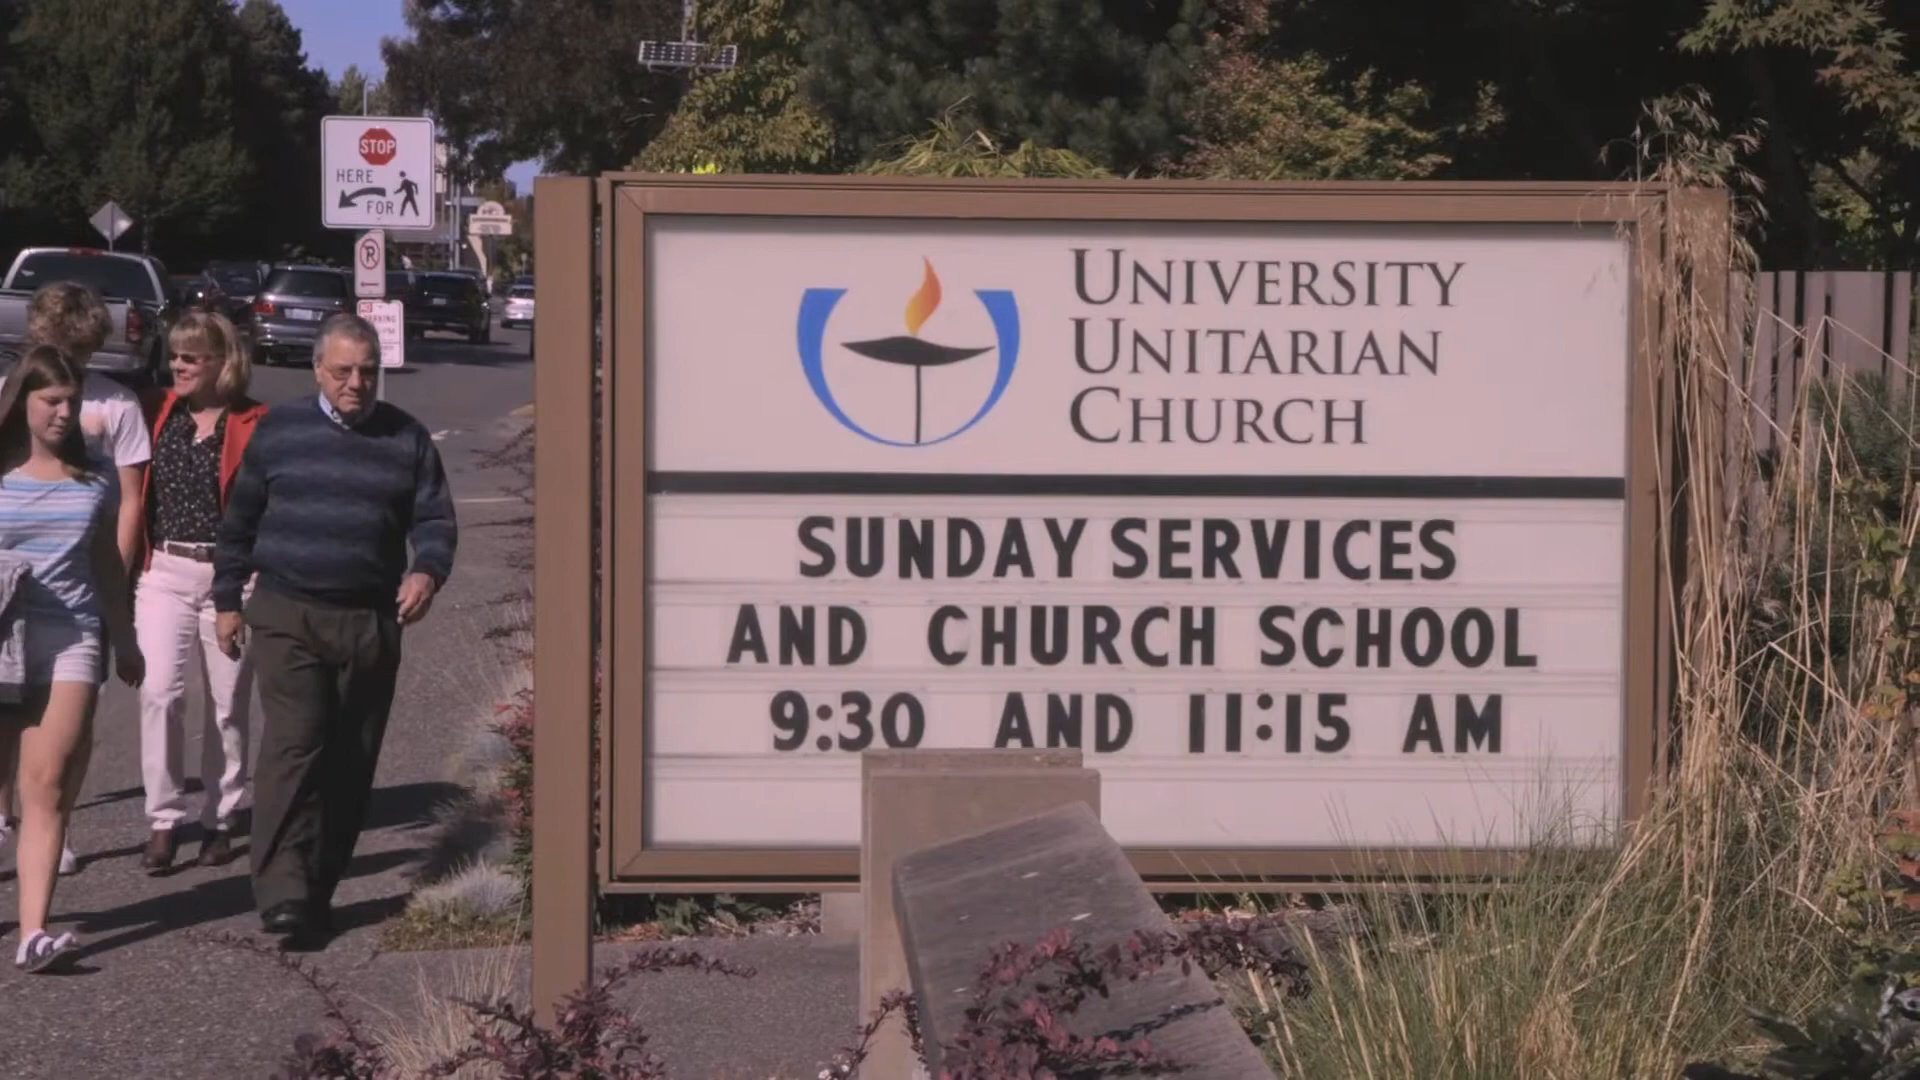 STOP
HERE
FOR
UNIVERSITY
UNITARIAN
CHURCH
SUNDAY SERVICES
AND CHURCH SCHOOL
9:30 AND 11:15 AM